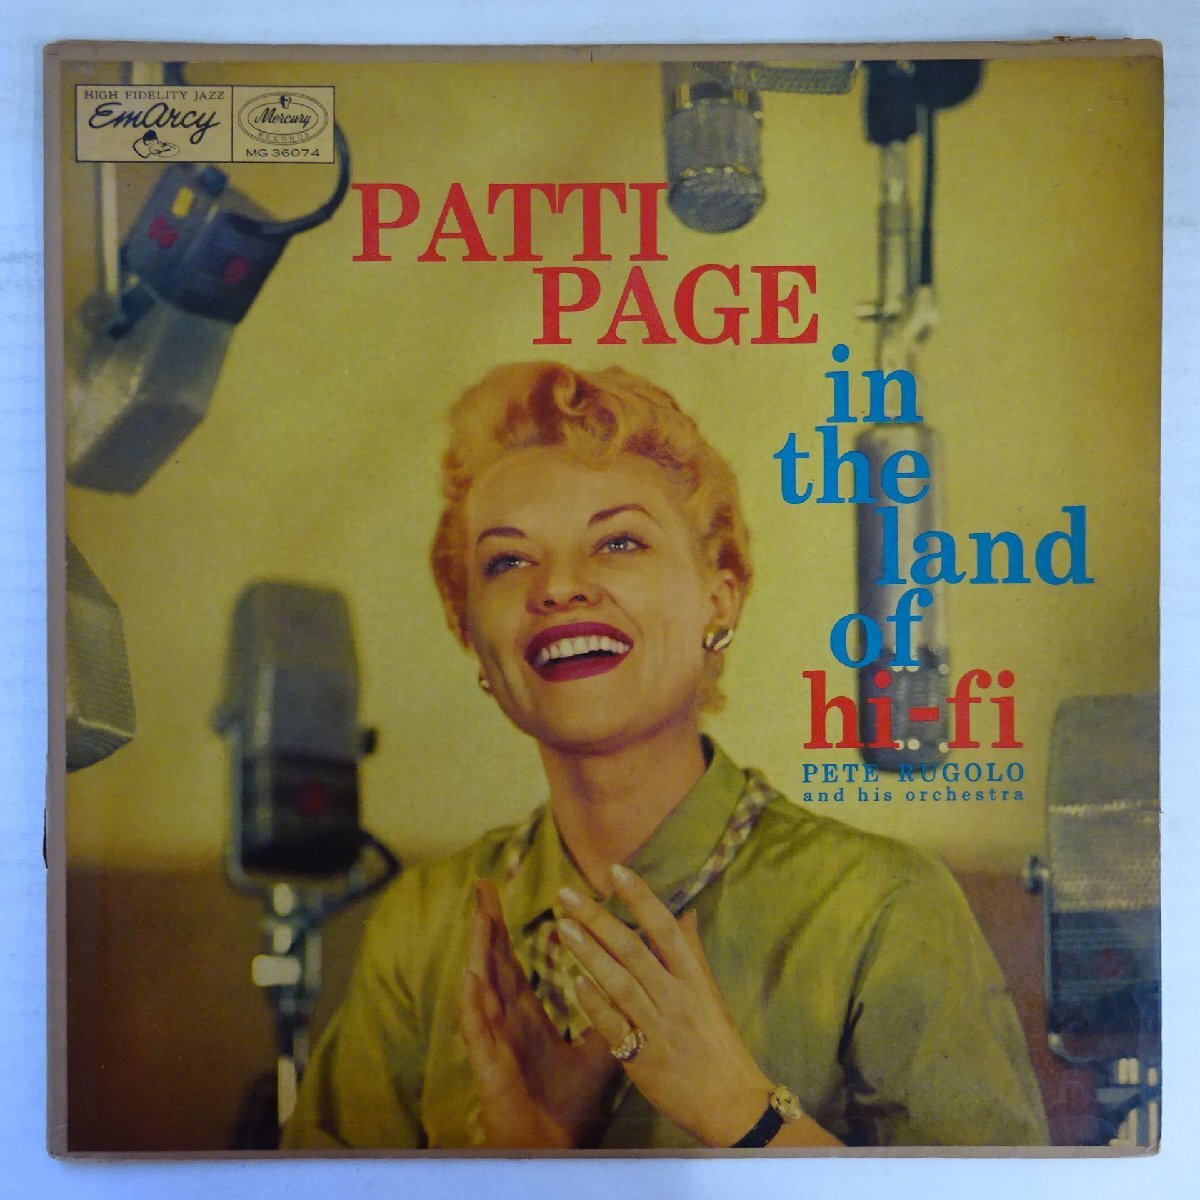 HIGH FIDELITY JAZZ
EmArcy
Mercury
RECORDS
MG 36074
PATTI
PAGE
in
the
land
of
hi-fi
PETE RUGOLO
and his orchestra